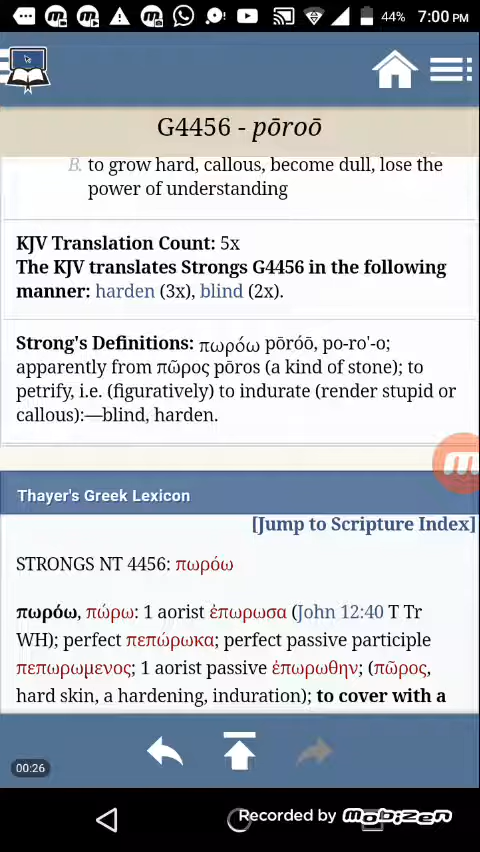 44% 7:00 PM
G4456 - pōroō
B. to grow hard, callous, become dull, lose the
power of understanding
KJV Translation Count: 5x
The KJV translates Strongs G4456 in the following
manner: harden (3x), blind (2x).
Strong's Definitions: πωρόω pōróō, po-ro'-o;
apparently from πῶρος pōros (a kind of stone); to
petrify, i.e. (figuratively) to indurate (render stupid or
callous):—blind, harden.
Thayer's Greek Lexicon
[Jump to Scripture Index]
STRONGS NT 4456: πωρόω
πωρόω, πώρω: 1 aorist ἐπωρωσα (John 12:40 T Tr
WH); perfect πεπώρωκα; perfect passive participle
πεπωρωμενος; 1 aorist passive ἐπωρωθην; (πῶρος,
hard skin, a hardening, induration); to cover with a
00:26
Recorded by Mobizen